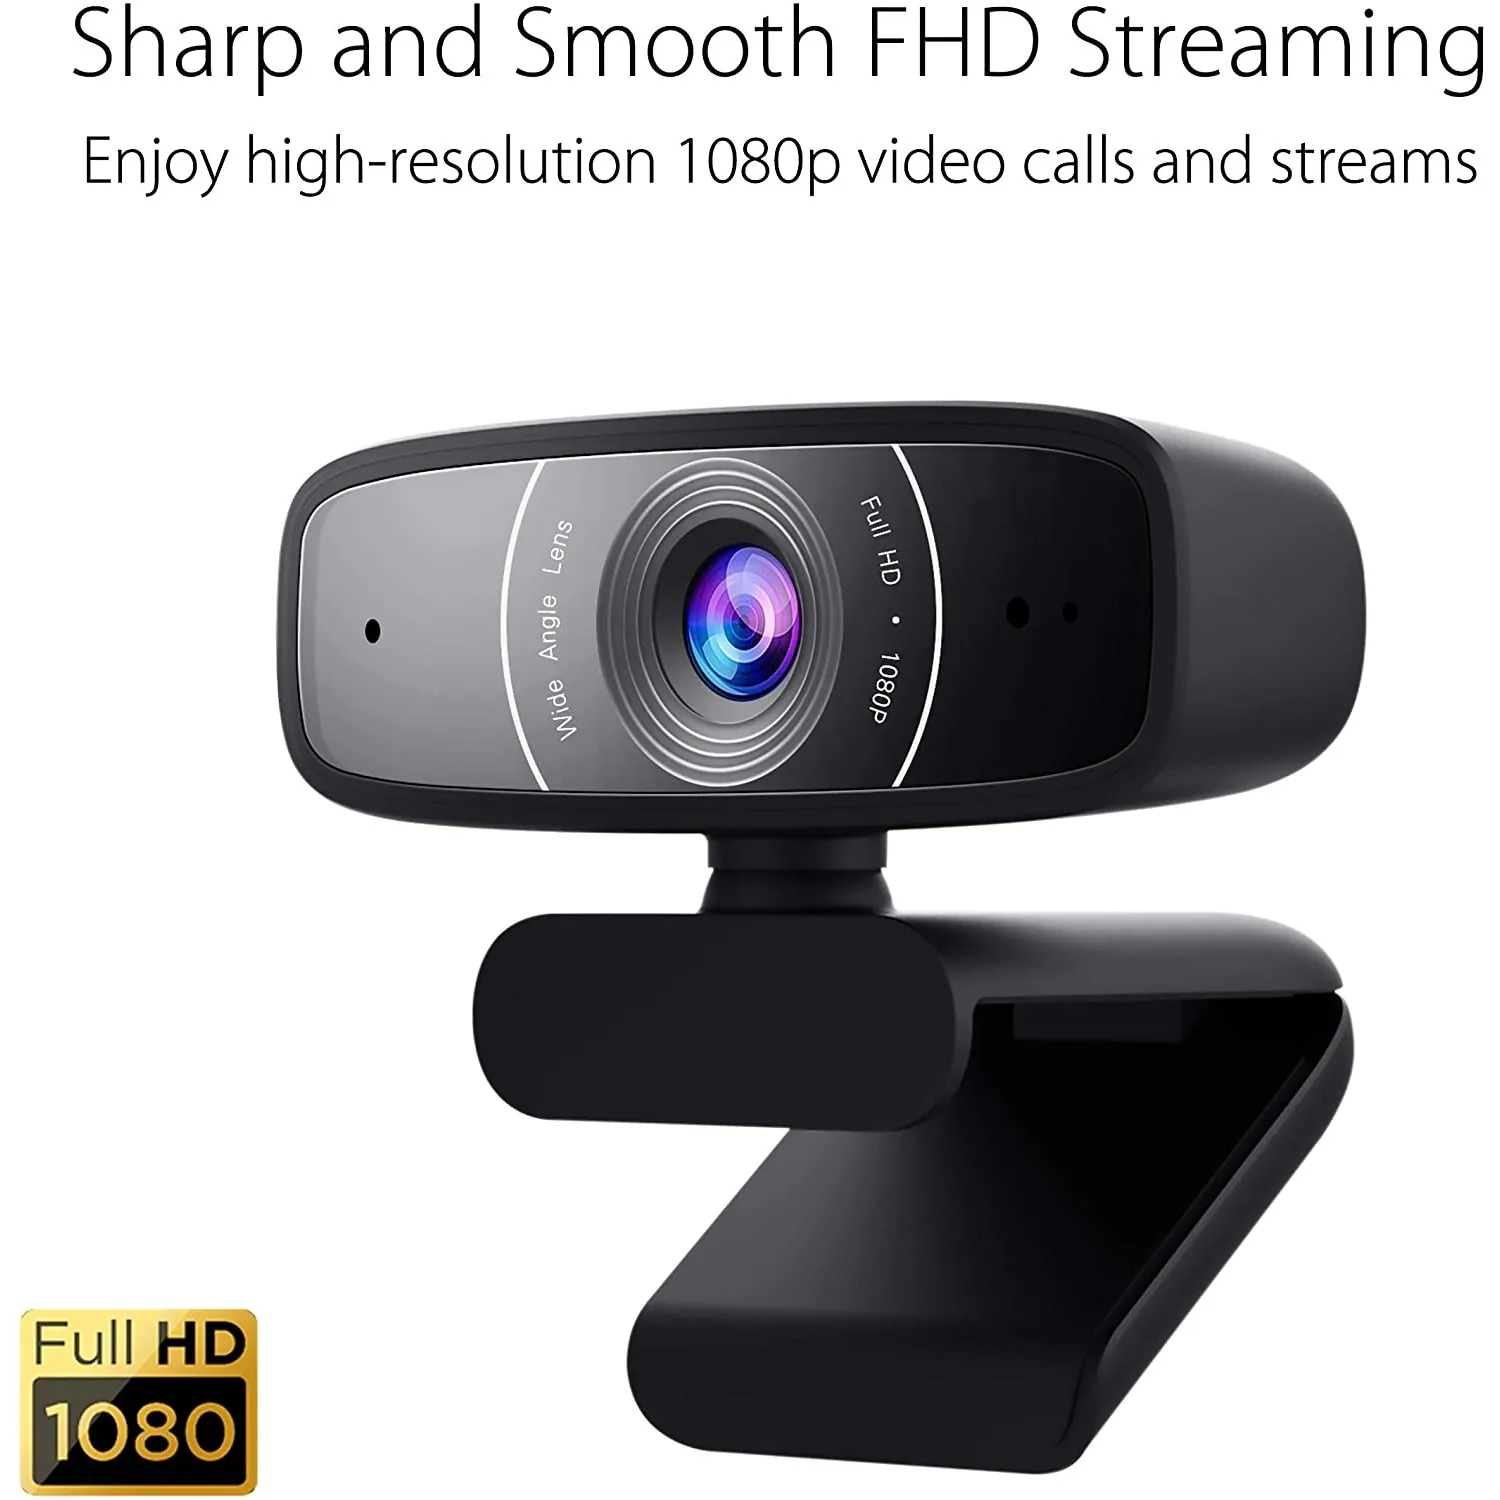 Sharp and Smooth FHD Streaming
Enjoy high-resolution 1080p video calls and streams
Wide Angle Lens
Full HD • 1080P
Full HD
1080